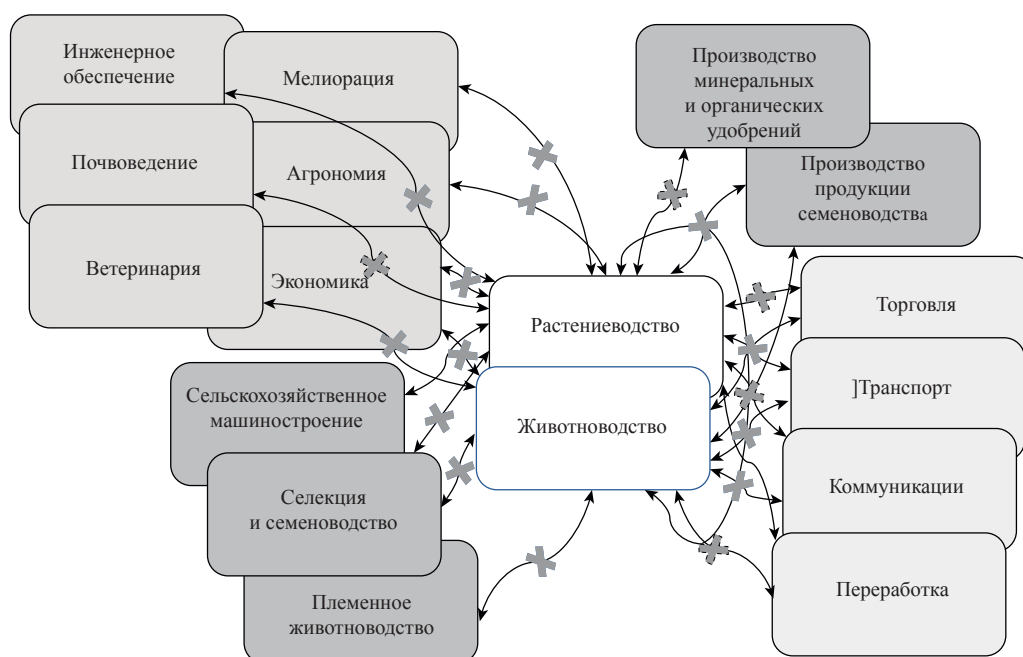 Инженерное
обеспечение
Мелиорация
Почвоведение
Агрономия
Ветеринария
Экономика
Производство
минеральных
и органических
удобрений
Производство
продукции
семеноводства
Растениеводство
Животноводство
Торговля
]Транспорт
Коммуникации
Переработка
Сельскохозяйственное
машиностроение
Селекция
и семеноводство
Племенное
животноводство